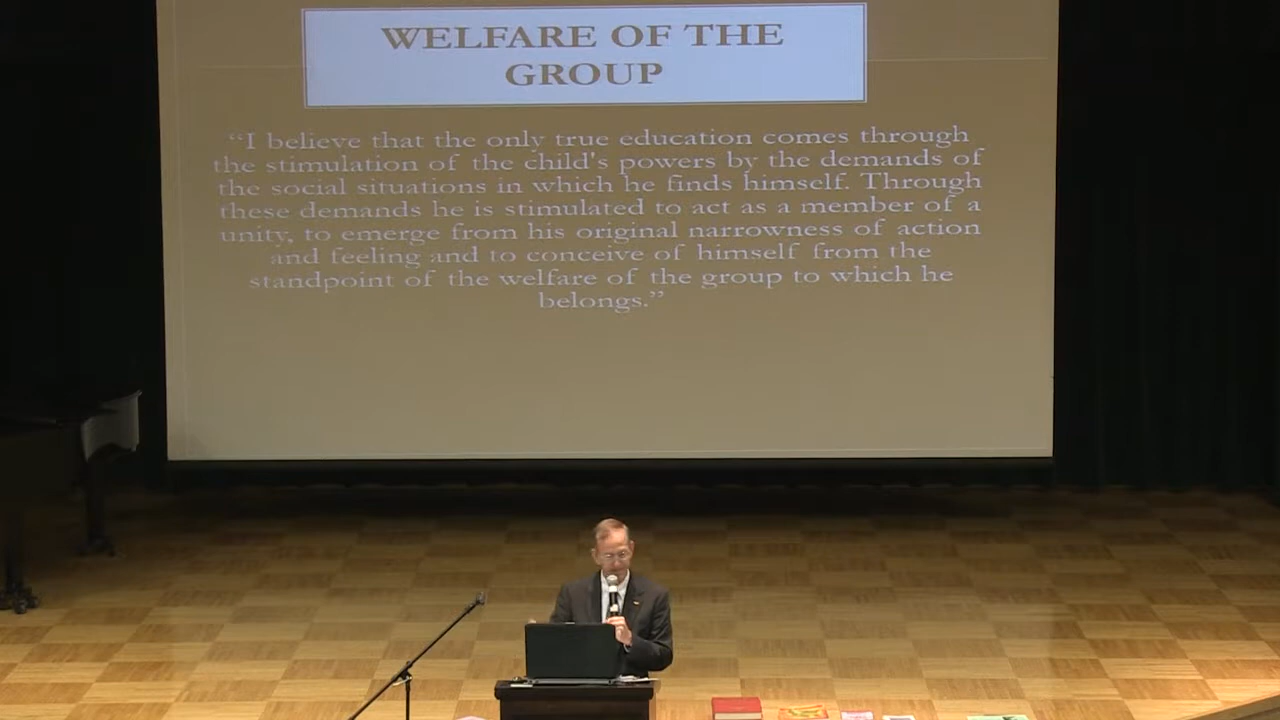 WELFARE OF THE
GROUP
“I believe that the only true education comes through
the stimulation of the child's powers by the demands of
the social situations in which he finds himself. Through
these demands he is stimulated to act as a member of a
unity, to emerge from his original narrowness of action
and feeling and to conceive of himself from the
standpoint of the welfare of the group to which he
belongs.”